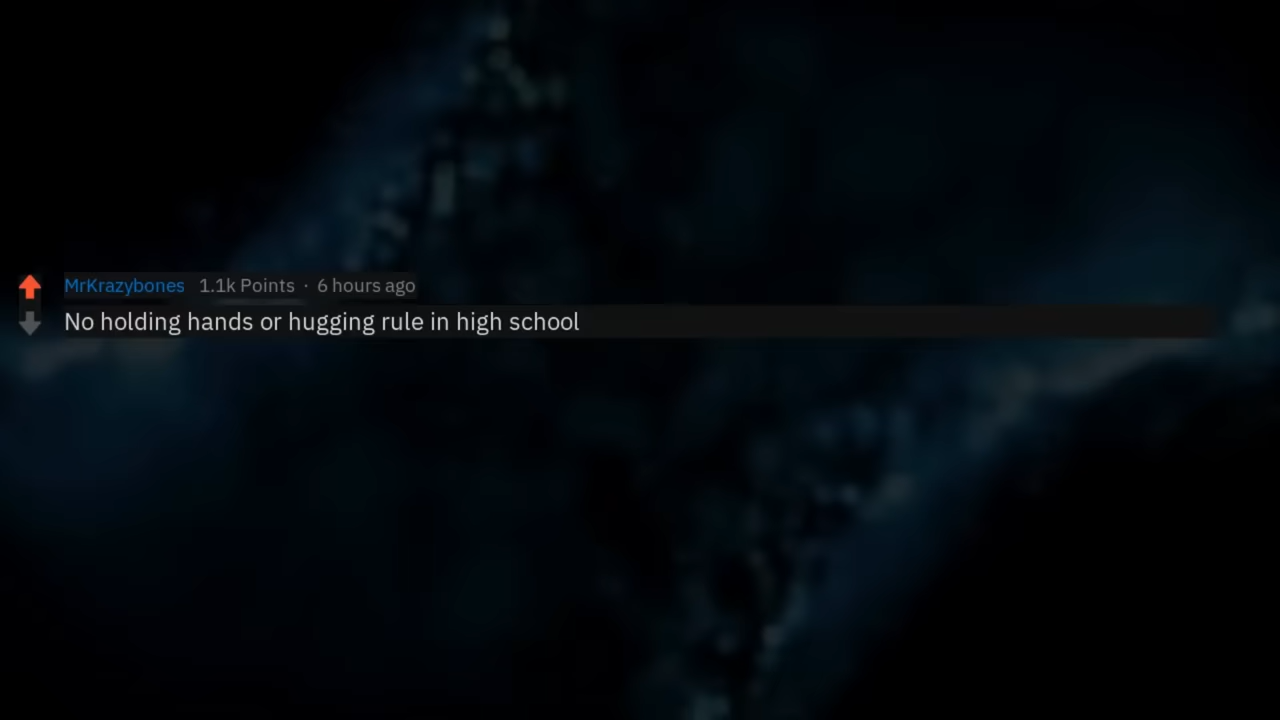 MrKrazybones 1.1k Points · 6 hours ago
No holding hands or hugging rule in high school